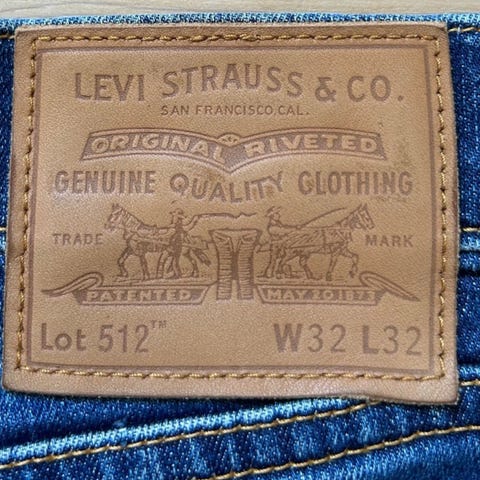 LEVI STRAUSS & CO.
SAN FRANCISCO, CAL.
ORIGINAL RIVETED
GENUINE QUALITY CLOTHING
TRADE MARK
PATENTED MAY 20 1873
Lot 512™ W32 L32